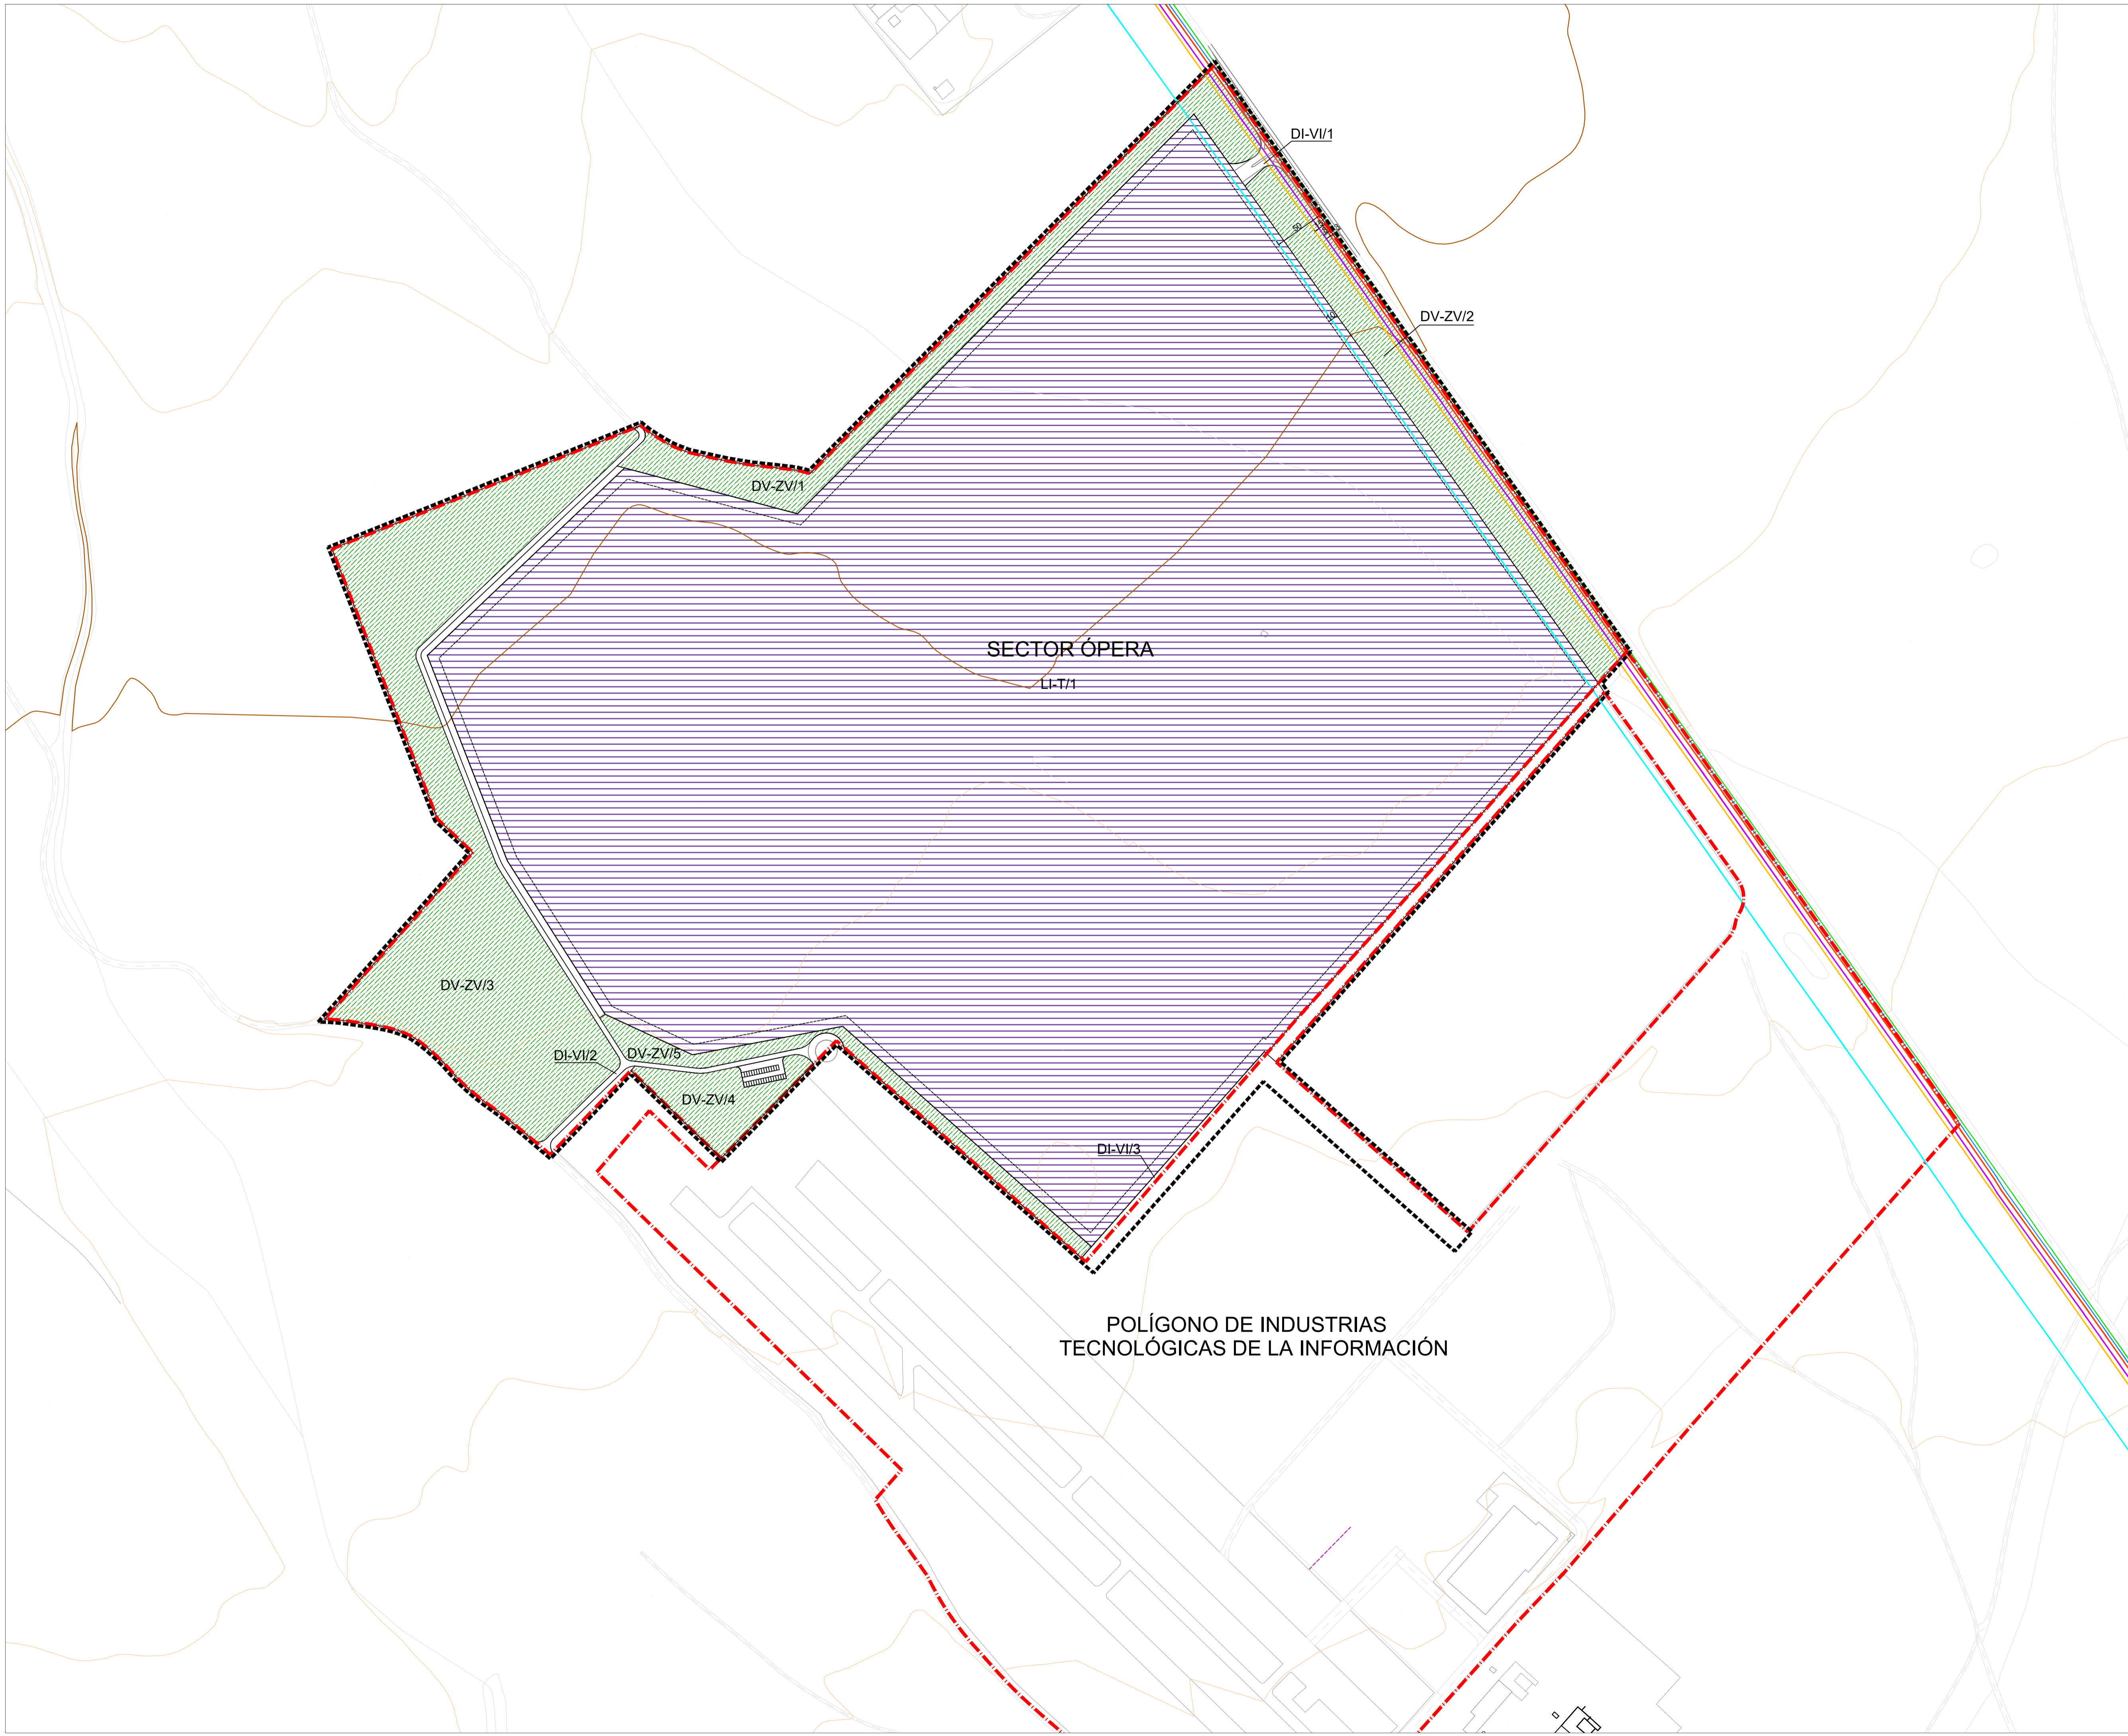 DI-VI/1
50
DV-ZV/2
DV-ZV/1
SECTOR ÓPERA
LI-T/1
DV-ZV/3
DI-VI/2
DV-ZV/5
DV-ZV/4
DI-VI/3
POLÍGONO DE INDUSTRIAS
TECNOLÓGICAS DE LA INFORMACIÓN